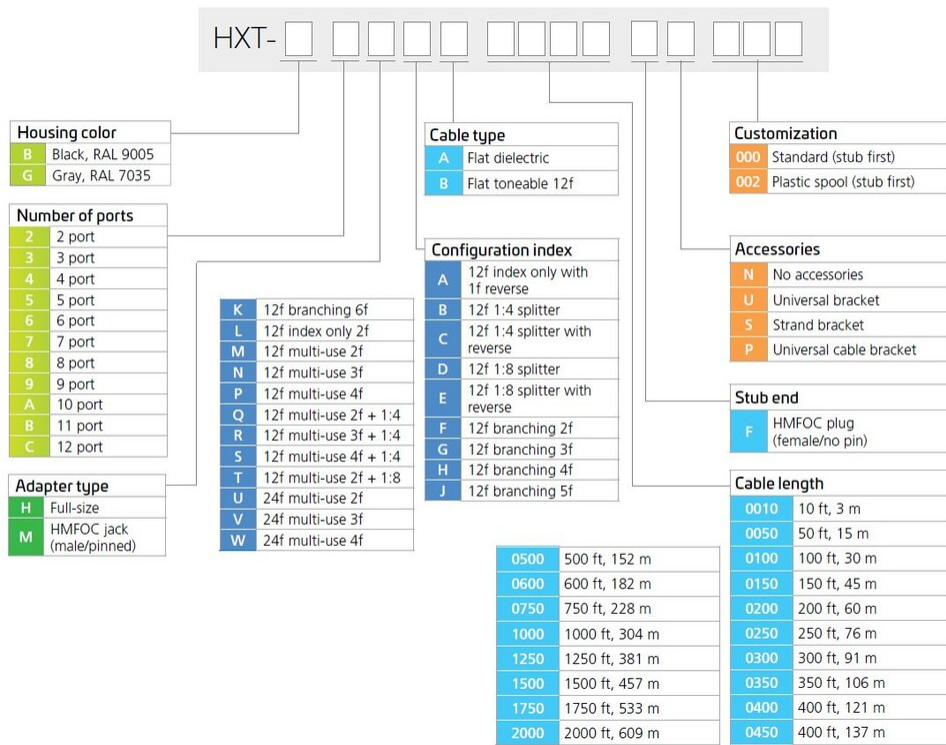 HXT-
Housing color
B Black, RAL 9005
G Gray, RAL 7035
Number of ports
2 2 port
3 3 port
4 4 port
5 5 port
6 6 port
7 7 port
8 8 port
9 9 port
A 10 port
B 11 port
C 12 port
Adapter type
H Full-size
M HMFOC jack
(male/pinned)
K 12f branching 6f
L 12f index only 2f
M 12f multi-use 2f
N 12f multi-use 3f
P 12f multi-use 4f
Q 12f multi-use 2f + 1:4
R 12f multi-use 3f + 1:4
S 12f multi-use 4f + 1:4
T 12f multi-use 2f + 1:8
U 24f multi-use 2f
V 24f multi-use 3f
W 24f multi-use 4f
Cable type
A Flat dielectric
B Flat toneable 12f
Configuration index
A 12f index only with
1f reverse
B 12f 1:4 splitter
C 12f 1:4 splitter with
reverse
D 12f 1:8 splitter
E 12f 1:8 splitter with
reverse
F 12f branching 2f
G 12f branching 3f
H 12f branching 4f
J 12f branching 5f
Customization
000 Standard (stub first)
002 Plastic spool (stub first)
Accessories
N No accessories
U Universal bracket
S Strand bracket
P Universal cable bracket
Stub end
F HMFOC plug
(female/no pin)
Cable length
0010 10 ft, 3 m
0050 50 ft, 15 m
0100 100 ft, 30 m
0150 150 ft, 45 m
0200 200 ft, 60 m
0250 250 ft, 76 m
0300 300 ft, 91 m
0350 350 ft, 106 m
0400 400 ft, 121 m
0450 400 ft, 137 m
0500 500 ft, 152 m
0600 600 ft, 182 m
0750 750 ft, 228 m
1000 1000 ft, 304 m
1250 1250 ft, 381 m
1500 1500 ft, 457 m
1750 1750 ft, 533 m
2000 2000 ft, 609 m